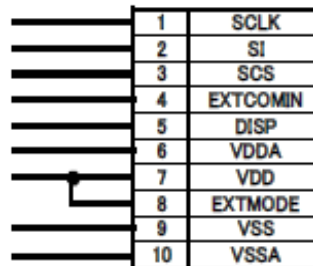 1 SCLK
2 SI
3 SCS
4 EXTCOMIN
5 DISP
6 VDDA
7 VDD
8 EXTMODE
9 VSS
10 VSSA